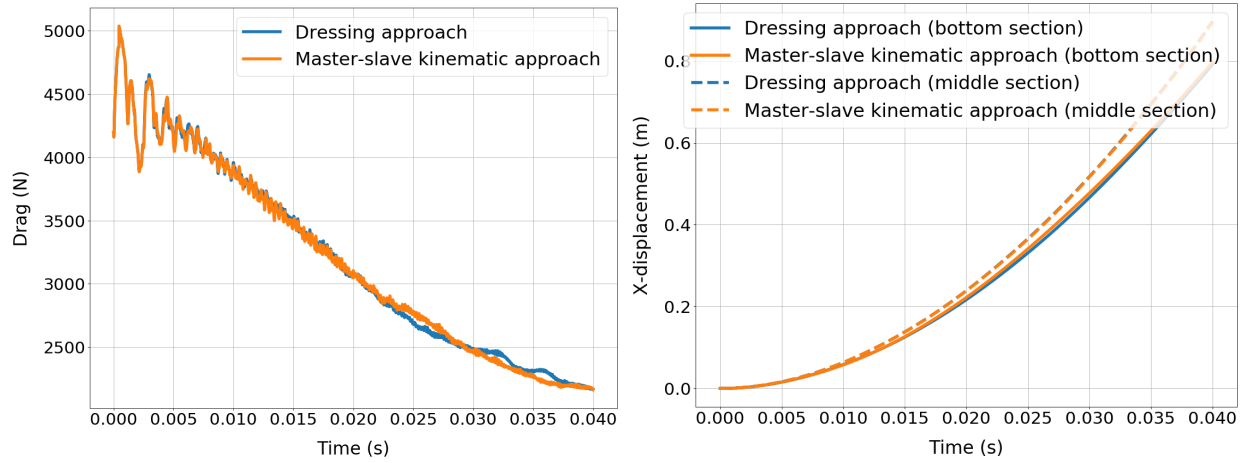 Dressing approach
Master-slave kinematic approach
5000
4500
4000
3500
3000
2500
Drag (N)
0.000 0.005 0.010 0.015 0.020 0.025 0.030 0.035 0.040
Time (s)
Dressing approach (bottom section)
Master-slave kinematic approach (bottom section)
Dressing approach (middle section)
Master-slave kinematic approach (middle section)
0.8
0.6
0.4
0.2
0.0
X-displacement (m)
0.000 0.005 0.010 0.015 0.020 0.025 0.030 0.035 0.040
Time (s)